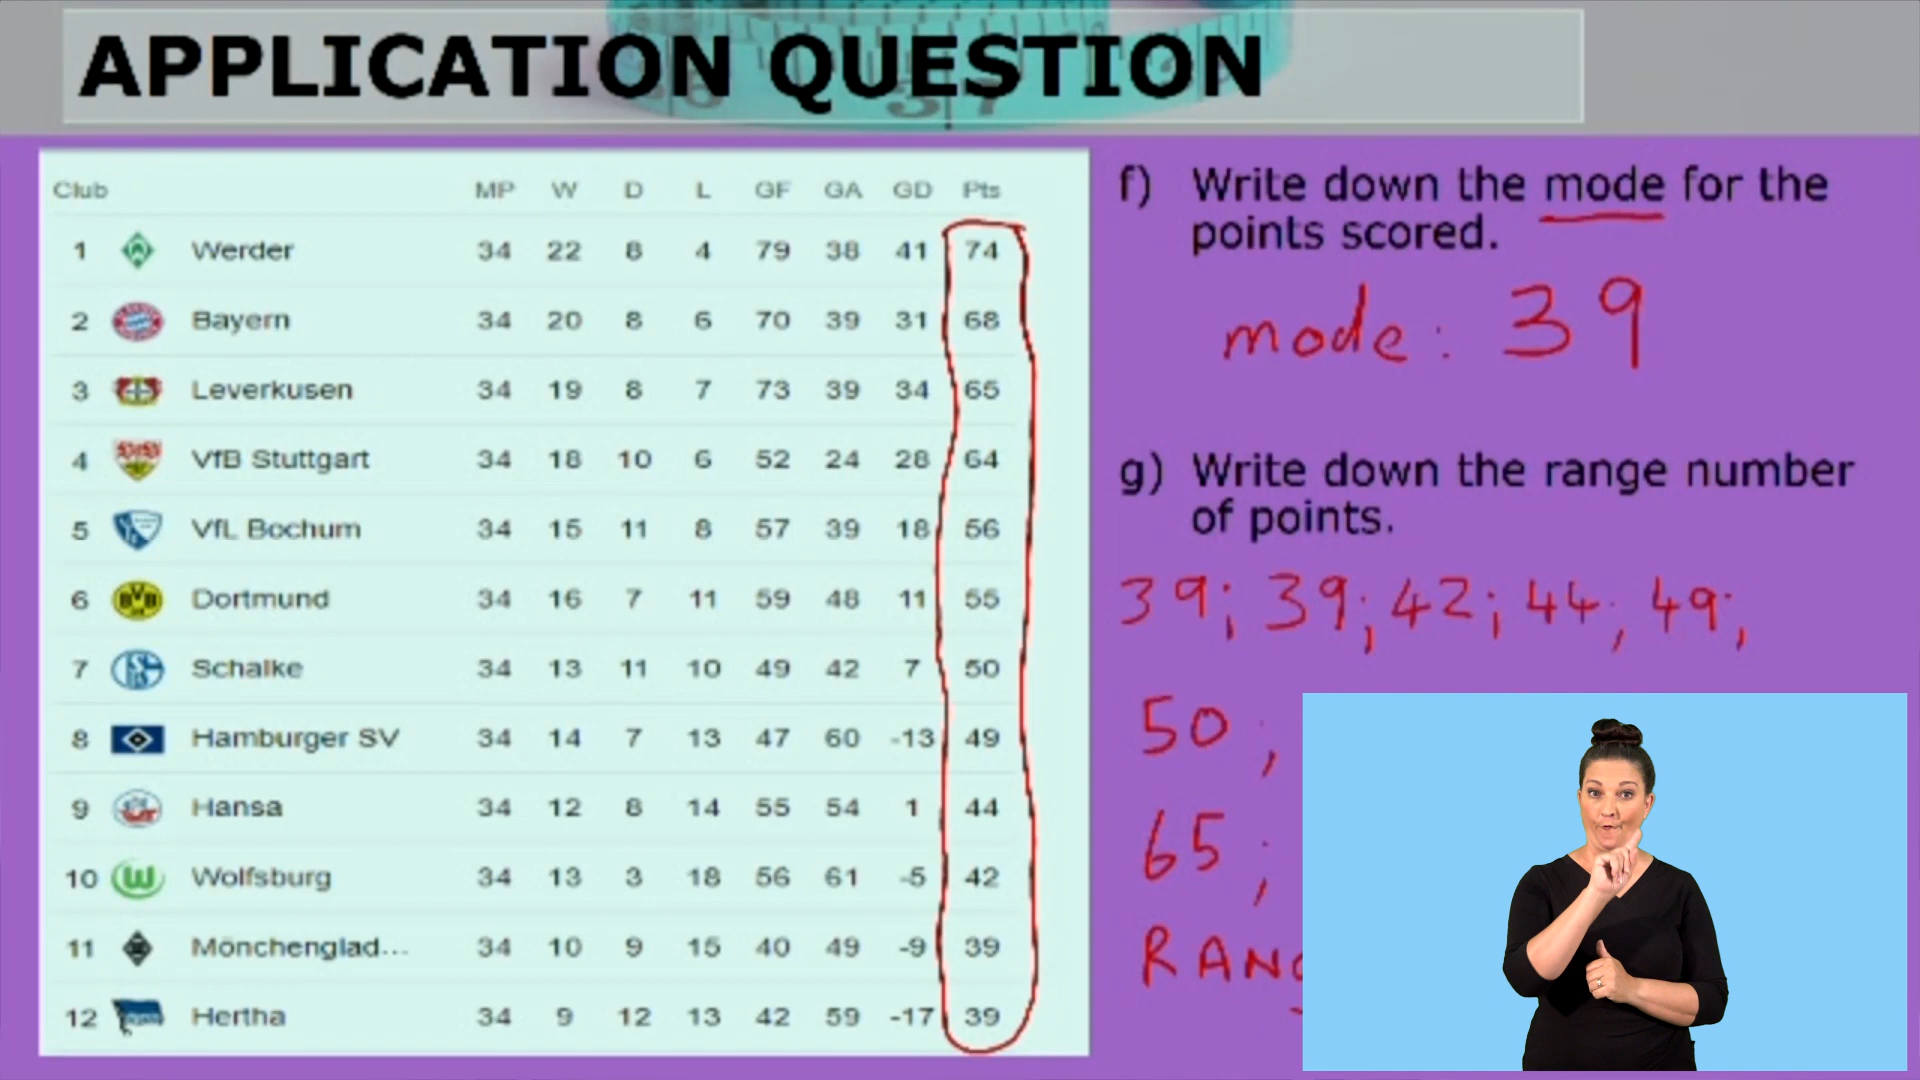 APPLICATION QUESTION
Club MP W D L GF GA GD Pts
1 Werder 34 22 8 4 79 38 41 74
2 Bayern 34 20 8 6 70 39 31 68
3 Leverkusen 34 19 8 7 73 39 34 65
4 VfB Stuttgart 34 18 10 6 52 24 28 64
5 VfL Bochum 34 15 11 8 57 39 18 56
6 Dortmund 34 16 7 11 59 48 11 55
7 Schalke 34 13 11 10 49 42 7 50
8 Hamburger SV 34 14 7 13 47 60 -13 49
9 Hansa 34 12 8 14 55 54 1 44
10 Wolfsburg 34 13 3 18 56 61 -5 42
11 Mönchenglad... 34 10 9 15 40 49 -9 39
12 Hertha 34 9 12 13 42 59 -17 39
f) Write down the mode for the
points scored.
mode: 39
g) Write down the range number
of points.
39; 39; 42; 44; 49;
50;
65;
RAN